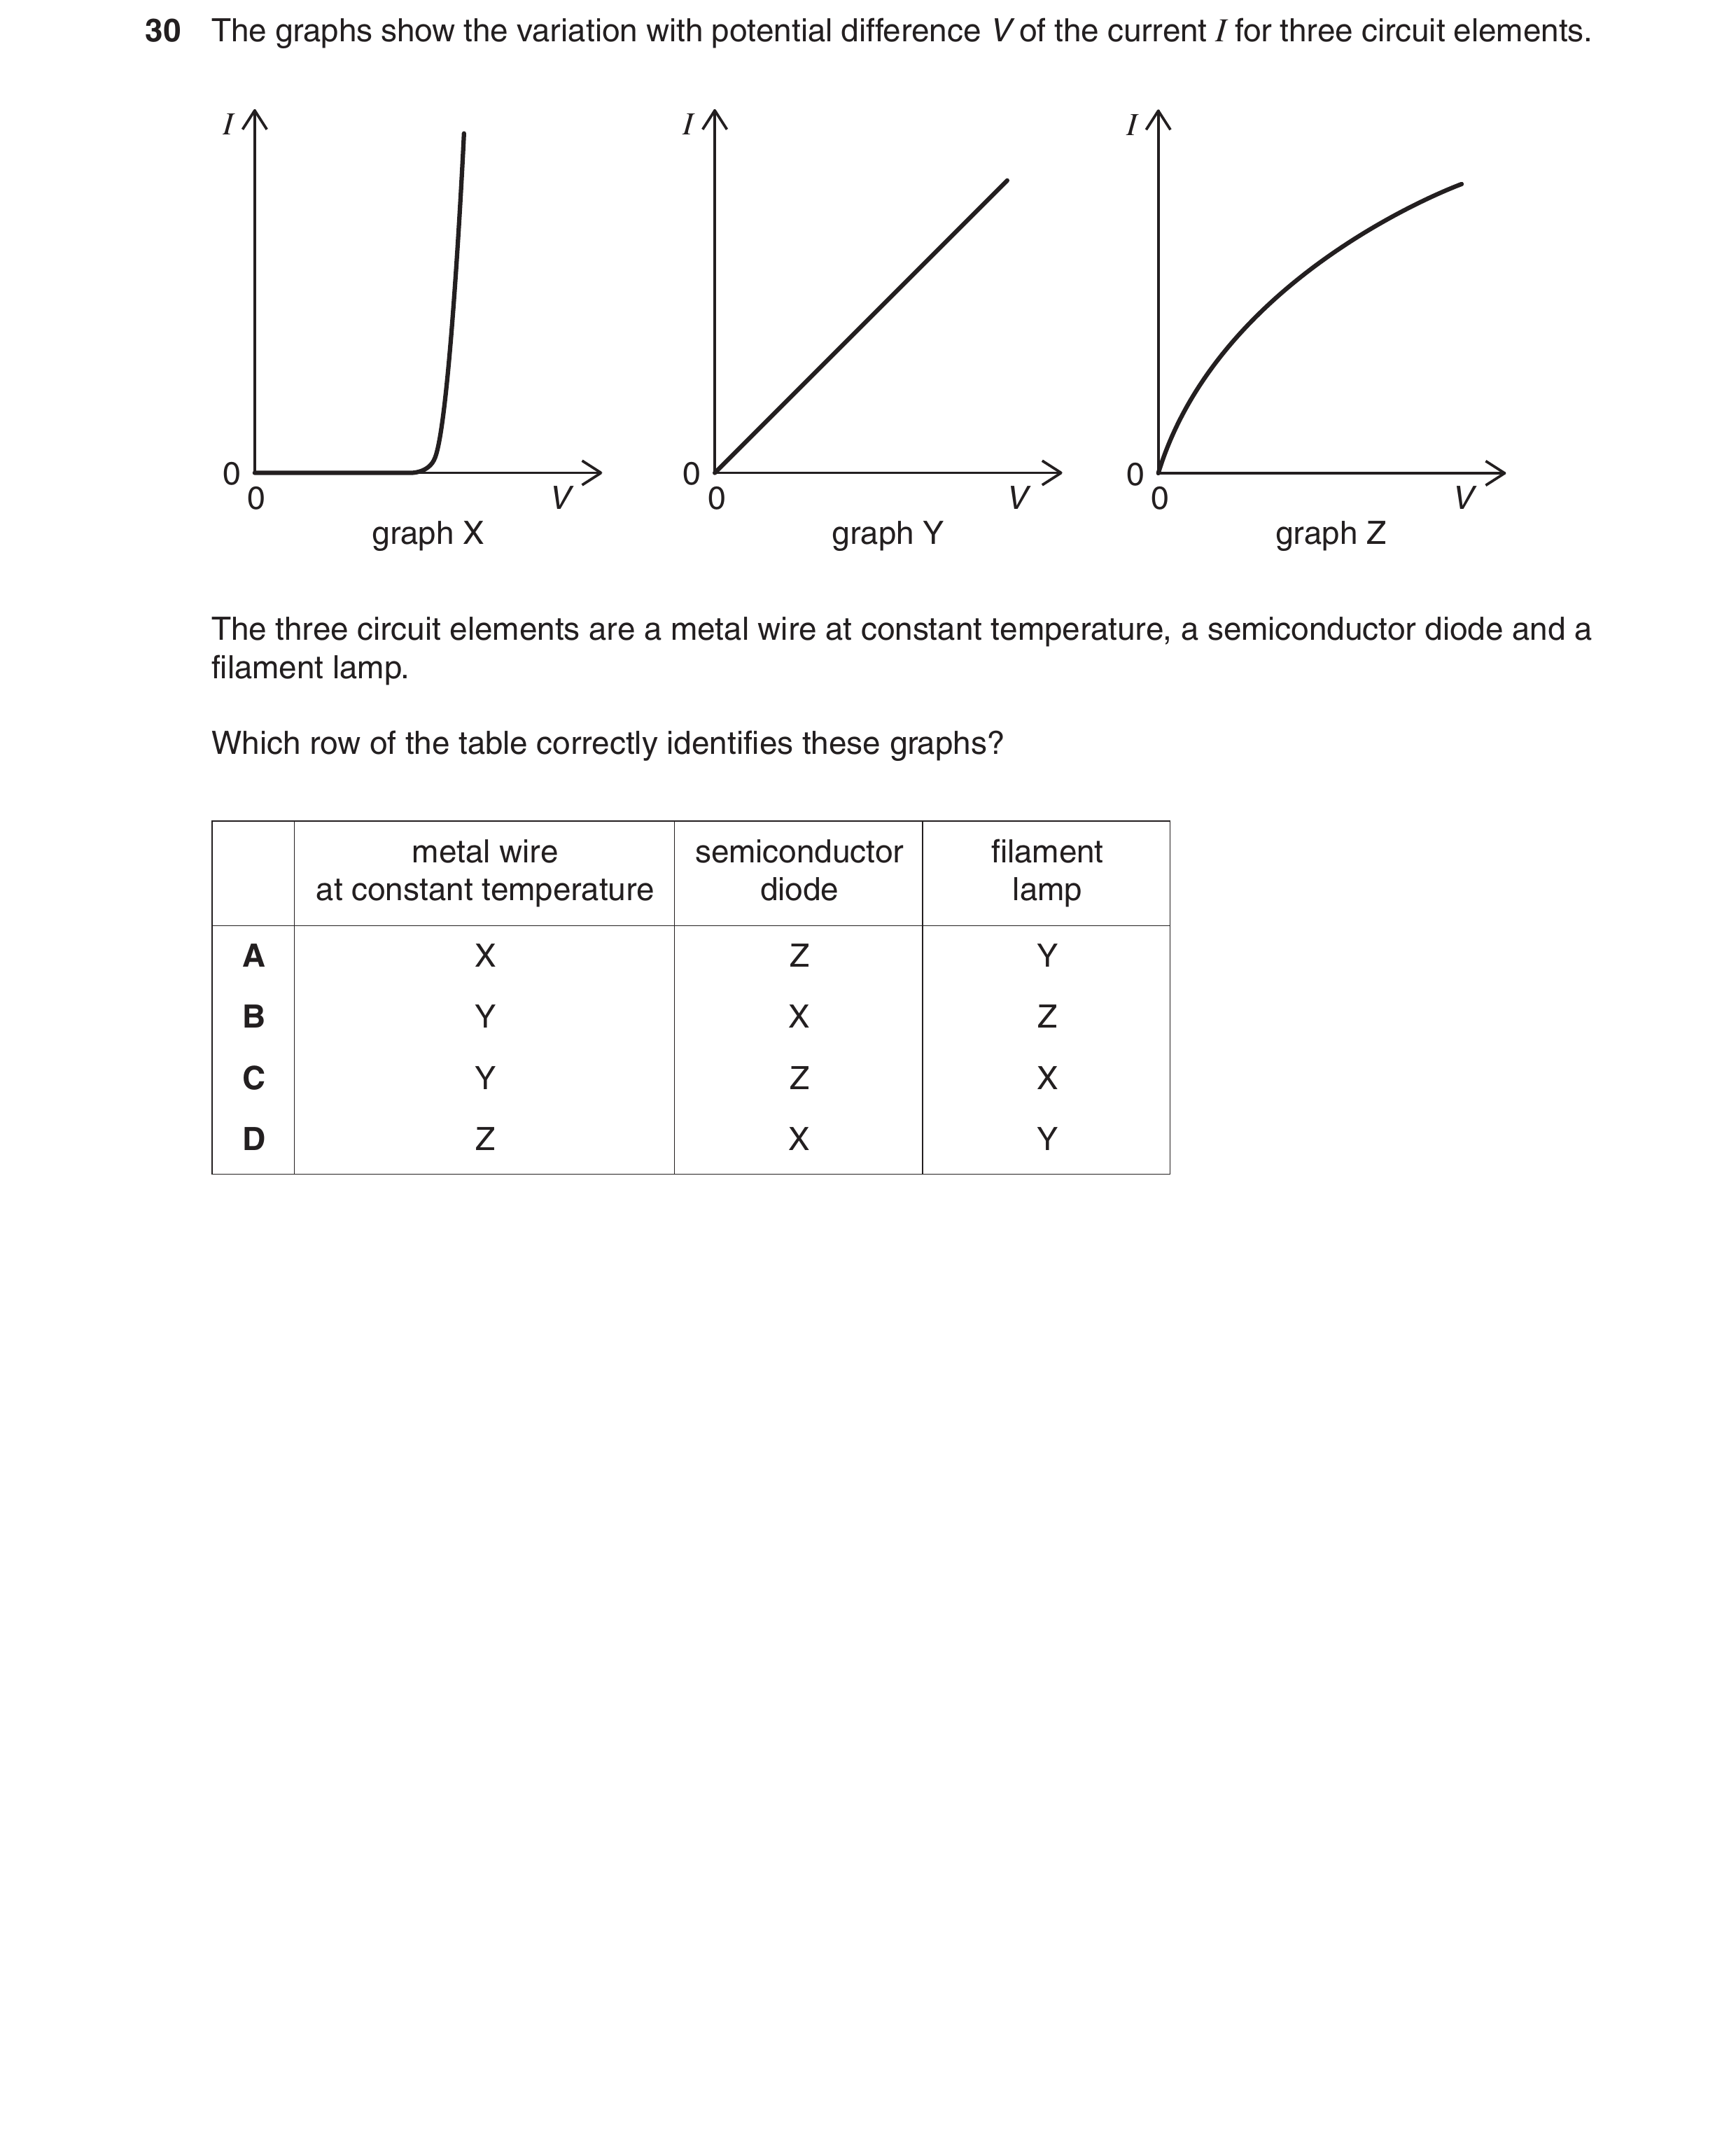 30 The graphs show the variation with potential difference V of the current I for three circuit elements.
I I I
0 0 0
0 V 0 V 0 V
graph X graph Y graph Z
The three circuit elements are a metal wire at constant temperature, a semiconductor diode and a
filament lamp.
Which row of the table correctly identifies these graphs?
metal wire semiconductor filament
at constant temperature diode lamp
A X Z Y
B Y X Z
C Y Z X
D Z X Y